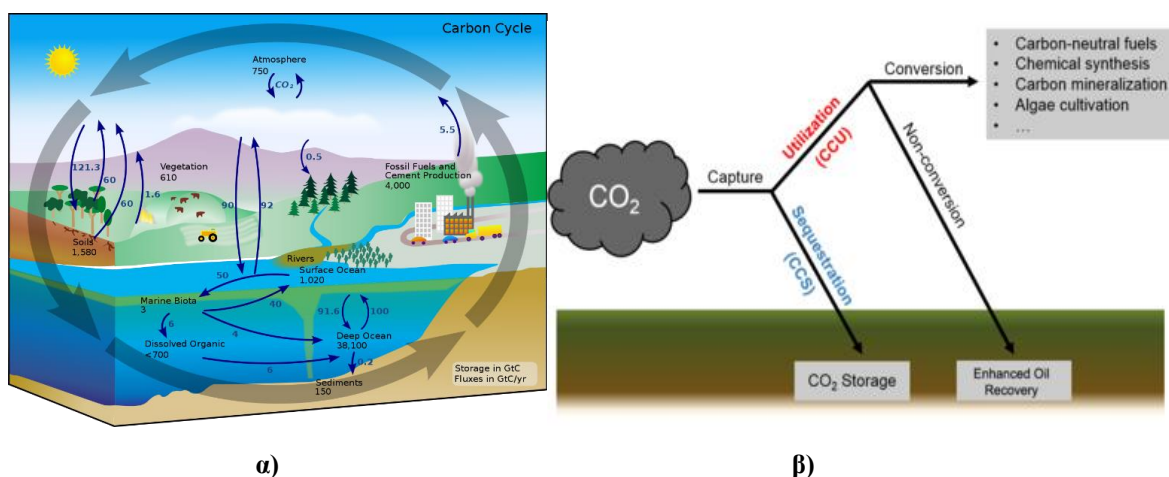 Carbon Cycle
Atmosphere
750
CO₂
5.5
0.5
121.3
60
60
1.6
Vegetation
610
90
92
Fossil Fuels and
Cement Production
4,000
Soils
1,580
Rivers
Surface Ocean
1,020
50
Marine Biota
3
40
91.6
100
6
4
Dissolved Organic
<700
Deep Ocean
38,100
6
0.2
Sediments
150
Storage in GtC
Fluxes in GtC/yr
α)
CO₂
Capture
Utilization
(CCU)
Sequestration
(CCS)
Conversion
Non-conversion
• Carbon-neutral fuels
• Chemical synthesis
• Carbon mineralization
• Algae cultivation
• ...
CO₂ Storage
Enhanced Oil
Recovery
β)